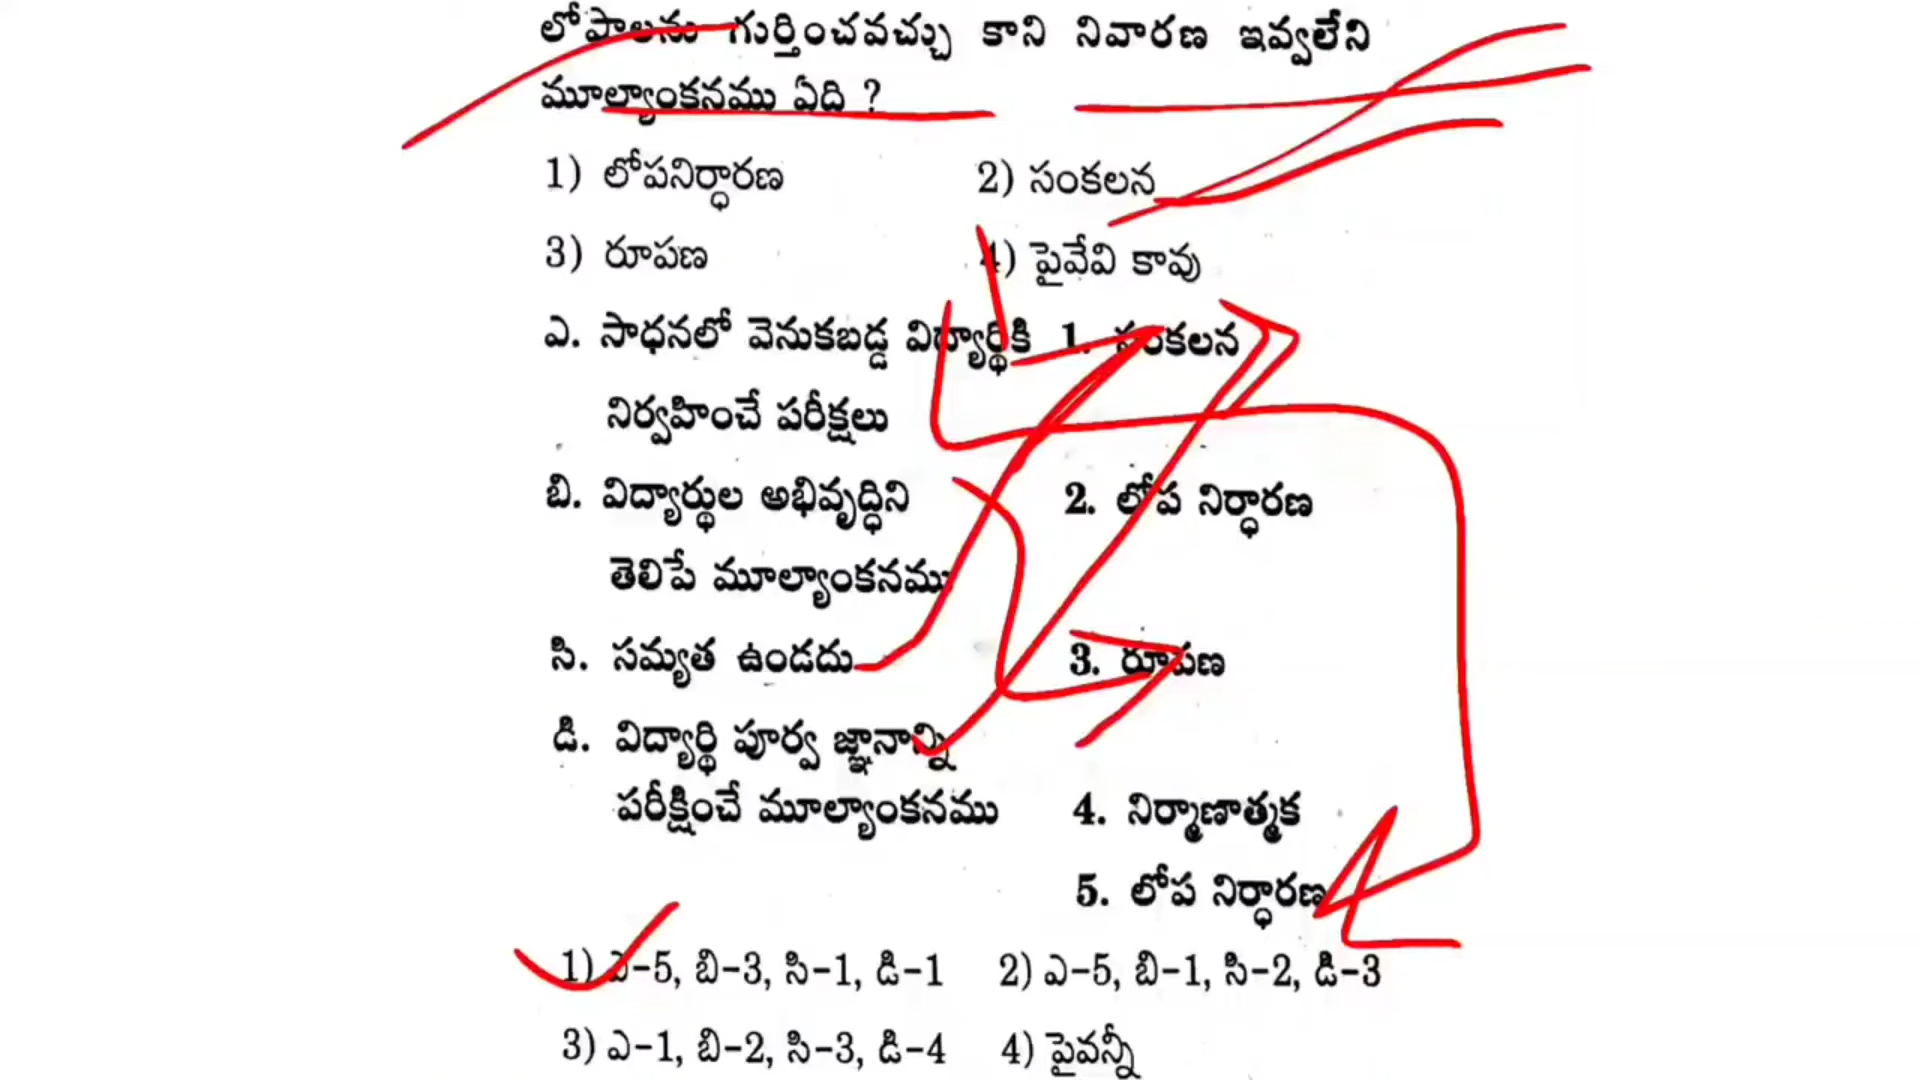 లోపాలను గుర్తించవచ్చు కాని నివారణ ఇవ్వలేని
మూల్యాంకనము ఏది ?
1) లోపనిర్ధారణ 2) సంకలన
3) రూపణ 4) పైవేవి కావు
ఎ. సాధనలో వెనుకబడ్డ విద్యార్థికి 1. సంకలన
నిర్వహించే పరీక్షలు
బి. విద్యార్థుల అభివృద్ధిని 2. లోప నిర్ధారణ
తెలిపే మూల్యాంకనము
సి. సమ్యత ఉండదు 3. రూపణ
డి. విద్యార్థి పూర్వ జ్ఞానాన్ని
పరీక్షించే మూల్యాంకనము 4. నిర్మాణాత్మక
5. లోప నిర్ధారణ
1) ఎ-5, బి-3, సి-1, డి-1 2) ఎ-5, బి-1, సి-2, డి-3
3) ఎ-1, బి-2, సి-3, డి-4 4) పైవన్నీ